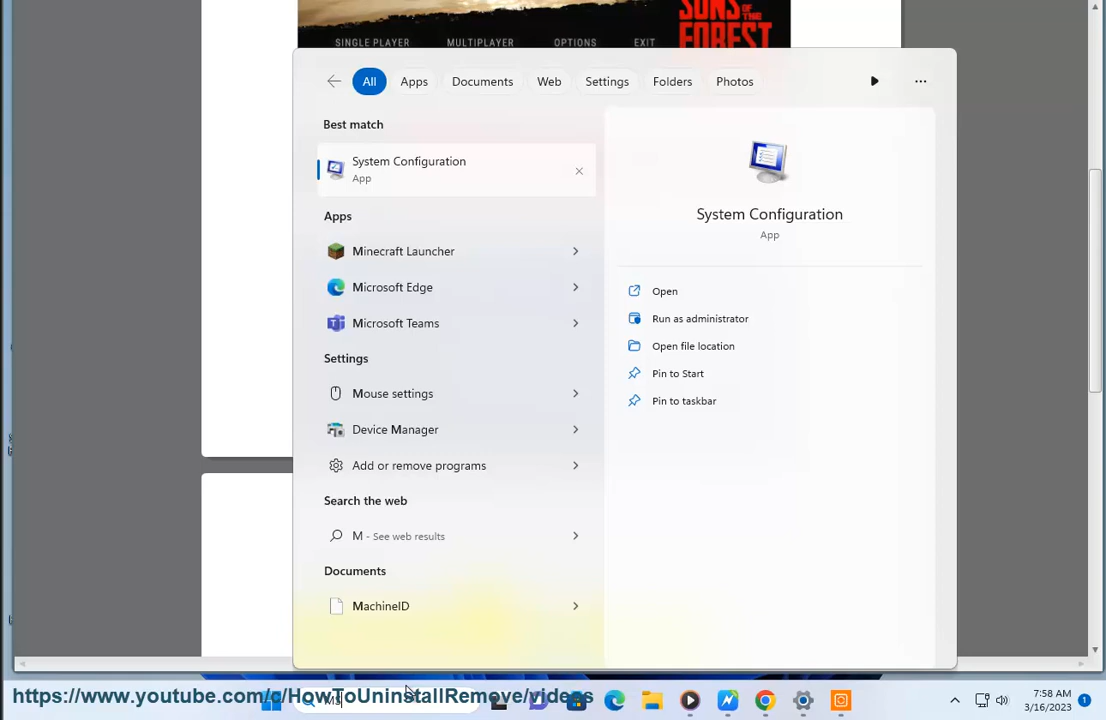 SINGLE PLAYER MULTIPLAYER OPTIONS EXIT
SONS OF THE
FOREST
All Apps Documents Web Settings Folders Photos
Best match
System Configuration
App
Apps
Minecraft Launcher
Microsoft Edge
Microsoft Teams
Settings
Mouse settings
Device Manager
Add or remove programs
Search the web
M - See web results
Documents
MachineID
System Configuration
App
Open
Run as administrator
Open file location
Pin to Start
Pin to taskbar
https://www.youtube.com/c/HowToUninstallRemove/videos
MS
7:58 AM
3/16/2023
1